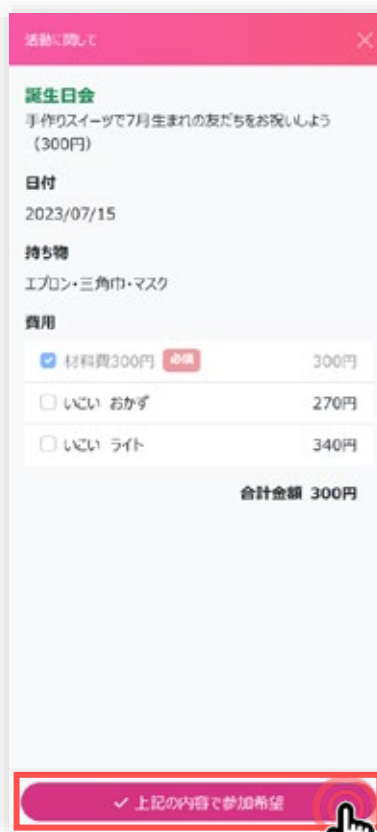 活動に関して
誕生日会
手作りスイーツで7月生まれの友だちをお祝いしよう
（300円）
日付
2023/07/15
持ち物
エプロン・三角巾・マスク
費用
材料費300円 必須 300円
いこい おかず 270円
いこい ライト 340円
合計金額 300円
✓ 上記の内容で参加希望